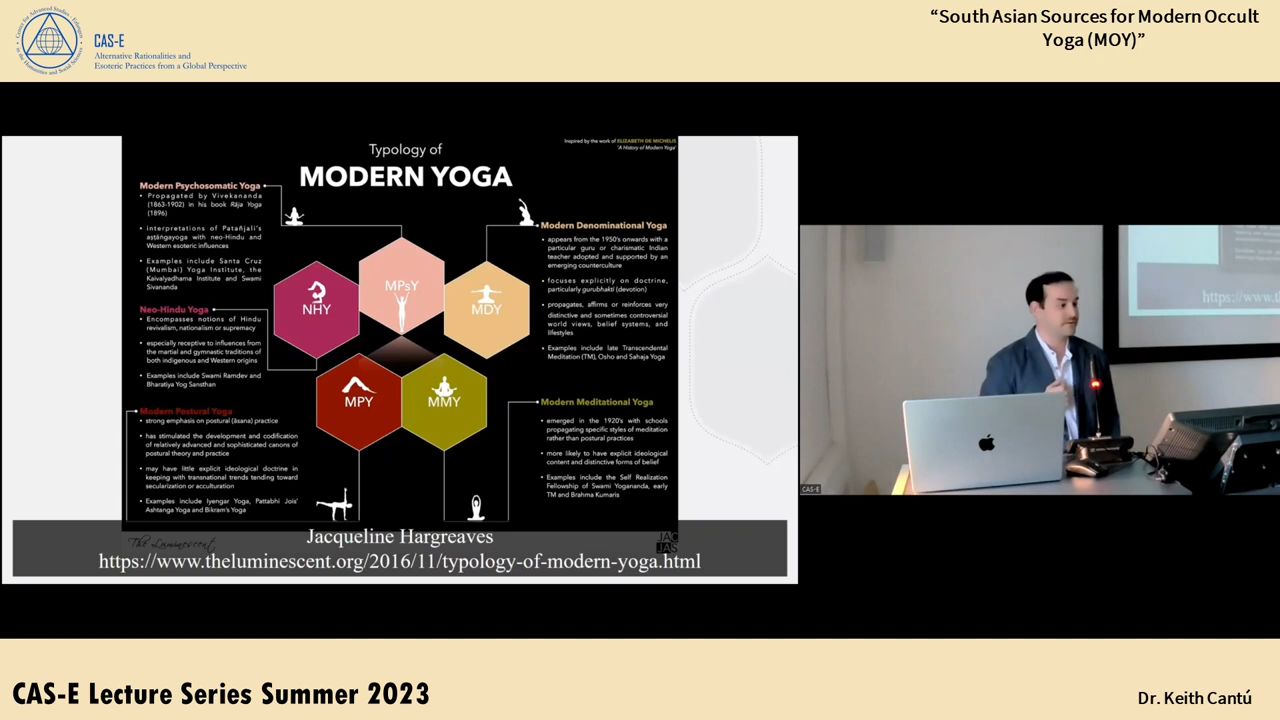 CAS-E
Alternative Rationalities and
Esoteric Practices from a Global Perspective
“South Asian Sources for Modern Occult
Yoga (MOY)”
Typology of
MODERN YOGA
Inspired by the work of ELIZABETH DE MICHELIS
'A History of Modern Yoga'
Modern Psychosomatic Yoga
• Propagated by Vivekananda
(1863-1902) in his book Rāja Yoga
(1896)
• interpretations of Patañjali's
aṣṭāṅgayoga with neo-Hindu and
Western esoteric influences
• Examples include Santa Cruz
(Mumbai) Yoga Institute, the
Kaivalyadhama Institute and Swami
Sivananda
Neo-Hindu Yoga
• Encompasses notions of Hindu
revivalism, nationalism or supremacy
• especially receptive to influences from
the martial and gymnastic traditions of
both indigenous and Western origins
• Examples include Swami Ramdev and
Bharatiya Yog Sansthan
Modern Postural Yoga
• strong emphasis on postural (āsana) practice
• has stimulated the development and codification
of relatively advanced and sophisticated canons of
postural theory and practice
• may have little explicit ideological doctrine in
keeping with transnational trends tending toward
secularization or acculturation
• Examples include Iyengar Yoga, Pattabhi Jois'
Ashtanga Yoga and Bikram's Yoga
NHY
MPsY
MDY
MPY
MMY
Modern Denominational Yoga
• appears from the 1950's onwards with a
particular guru or charismatic Indian
teacher adopted and supported by an
emerging counterculture
• focuses explicitly on doctrine,
particularly gurubhakti (devotion)
• propagates, affirms or reinforces very
distinctive and sometimes controversial
world views, belief systems, and
lifestyles
• Examples include late Transcendental
Meditation (TM), Osho and Sahaja Yoga
Modern Meditational Yoga
• emerged in the 1920's with schools
propagating specific styles of meditation
rather than postural practices
• more likely to have explicit ideological
content and distinctive forms of belief
• Examples include the Self Realization
Fellowship of Swami Yogananda, early
TM and Brahma Kumaris
The Luminescent
JAC
JAS
Jacqueline Hargreaves
https://www.theluminescent.org/2016/11/typology-of-modern-yoga.html
https://www.t
CAS-E
CAS-E Lecture Series Summer 2023
Dr. Keith Cantú